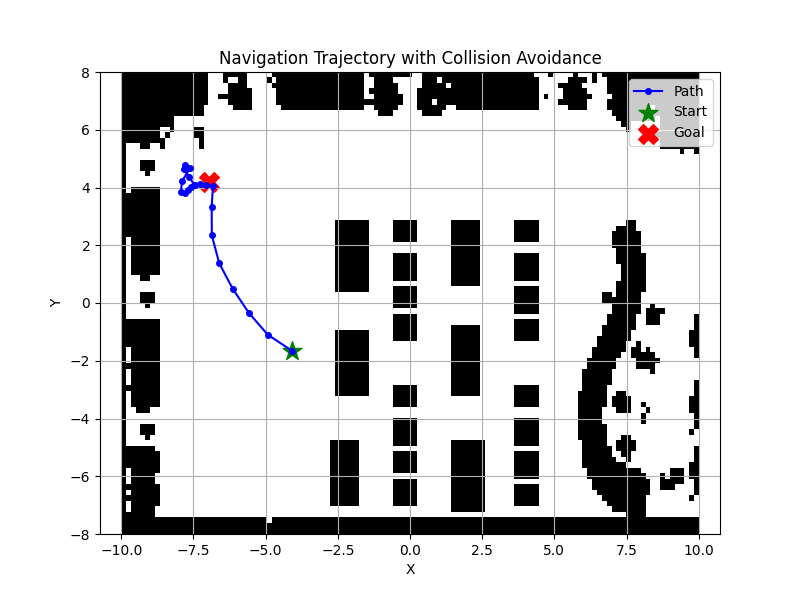 Navigation Trajectory with Collision Avoidance
Path
Start
Goal
8
6
4
2
0
−2
−4
−6
−8
Y
−10.0 −7.5 −5.0 −2.5 0.0 2.5 5.0 7.5 10.0
X